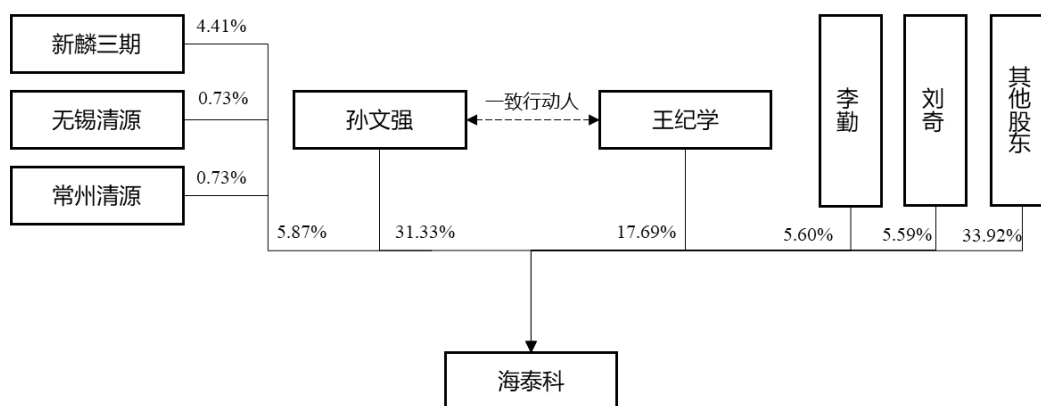 新麟三期
4.41%
无锡清源
0.73%
常州清源
0.73%
5.87%
孙文强
一致行动人
王纪学
31.33%
17.69%
李勤
刘奇
其他股东
5.60%
5.59%
33.92%
海泰科